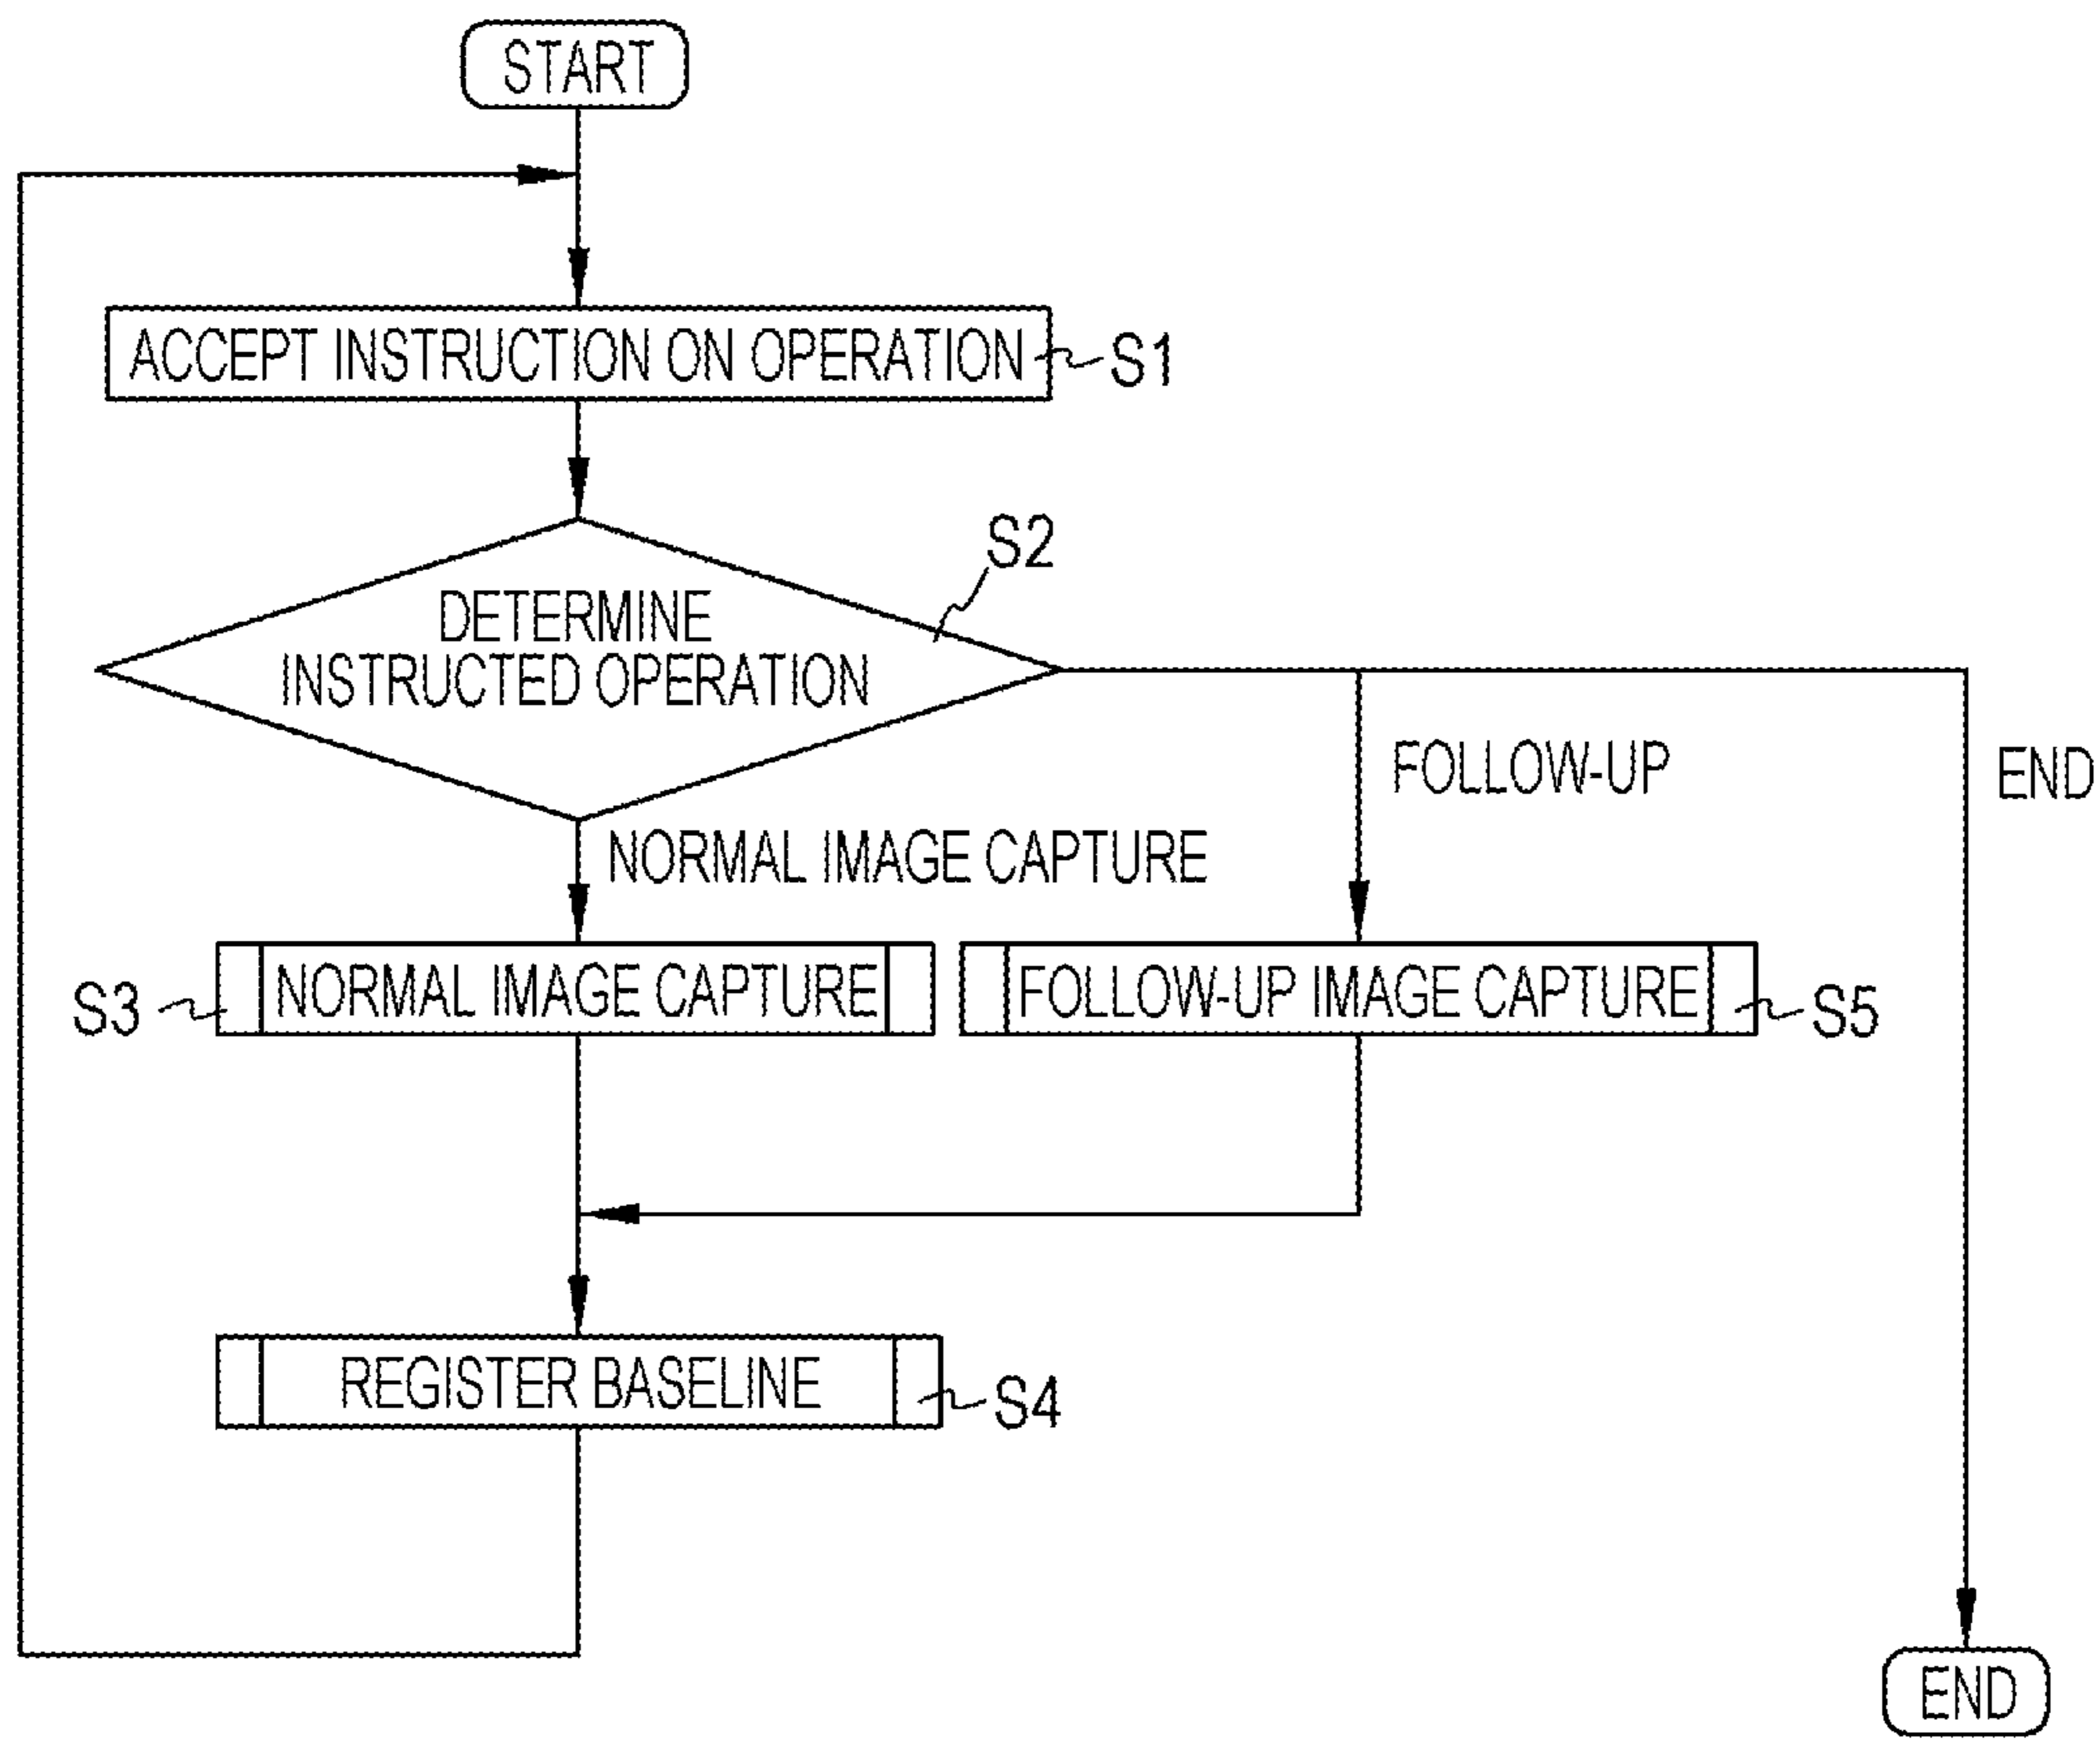 START
ACCEPT INSTRUCTION ON OPERATION
S1
S2
DETERMINE
INSTRUCTED OPERATION
FOLLOW-UP
END
NORMAL IMAGE CAPTURE
S3
NORMAL IMAGE CAPTURE
FOLLOW-UP IMAGE CAPTURE
S5
REGISTER BASELINE
S4
END